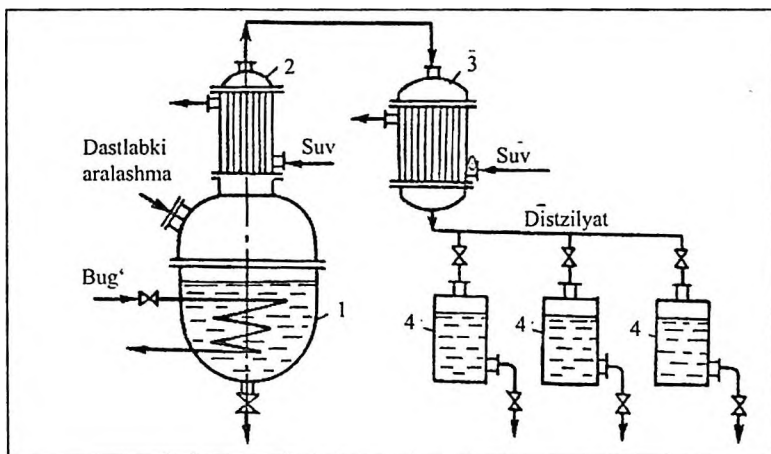 2
3
Suv
Suv
Dastlabki
aralashma
Distzilyat
Bug‘
1
4
4
4